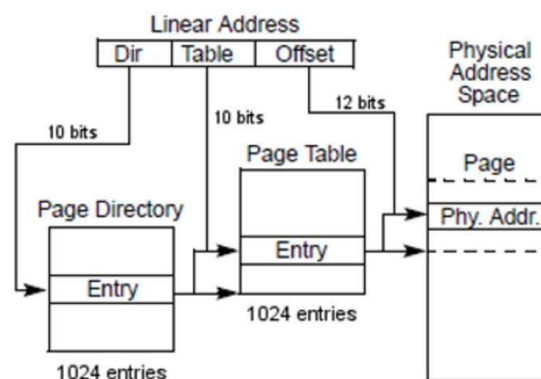 Linear Address
Dir Table Offset
Physical
Address
Space
10 bits
10 bits
12 bits
Page Table
Page
Page Directory
Phy. Addr.
Entry
Entry
1024 entries
1024 entries